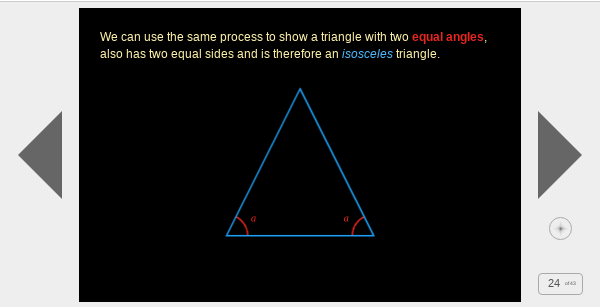 We can use the same process to show a triangle with two equal angles,
also has two equal sides and is therefore an isosceles triangle.
a a
24 of 43